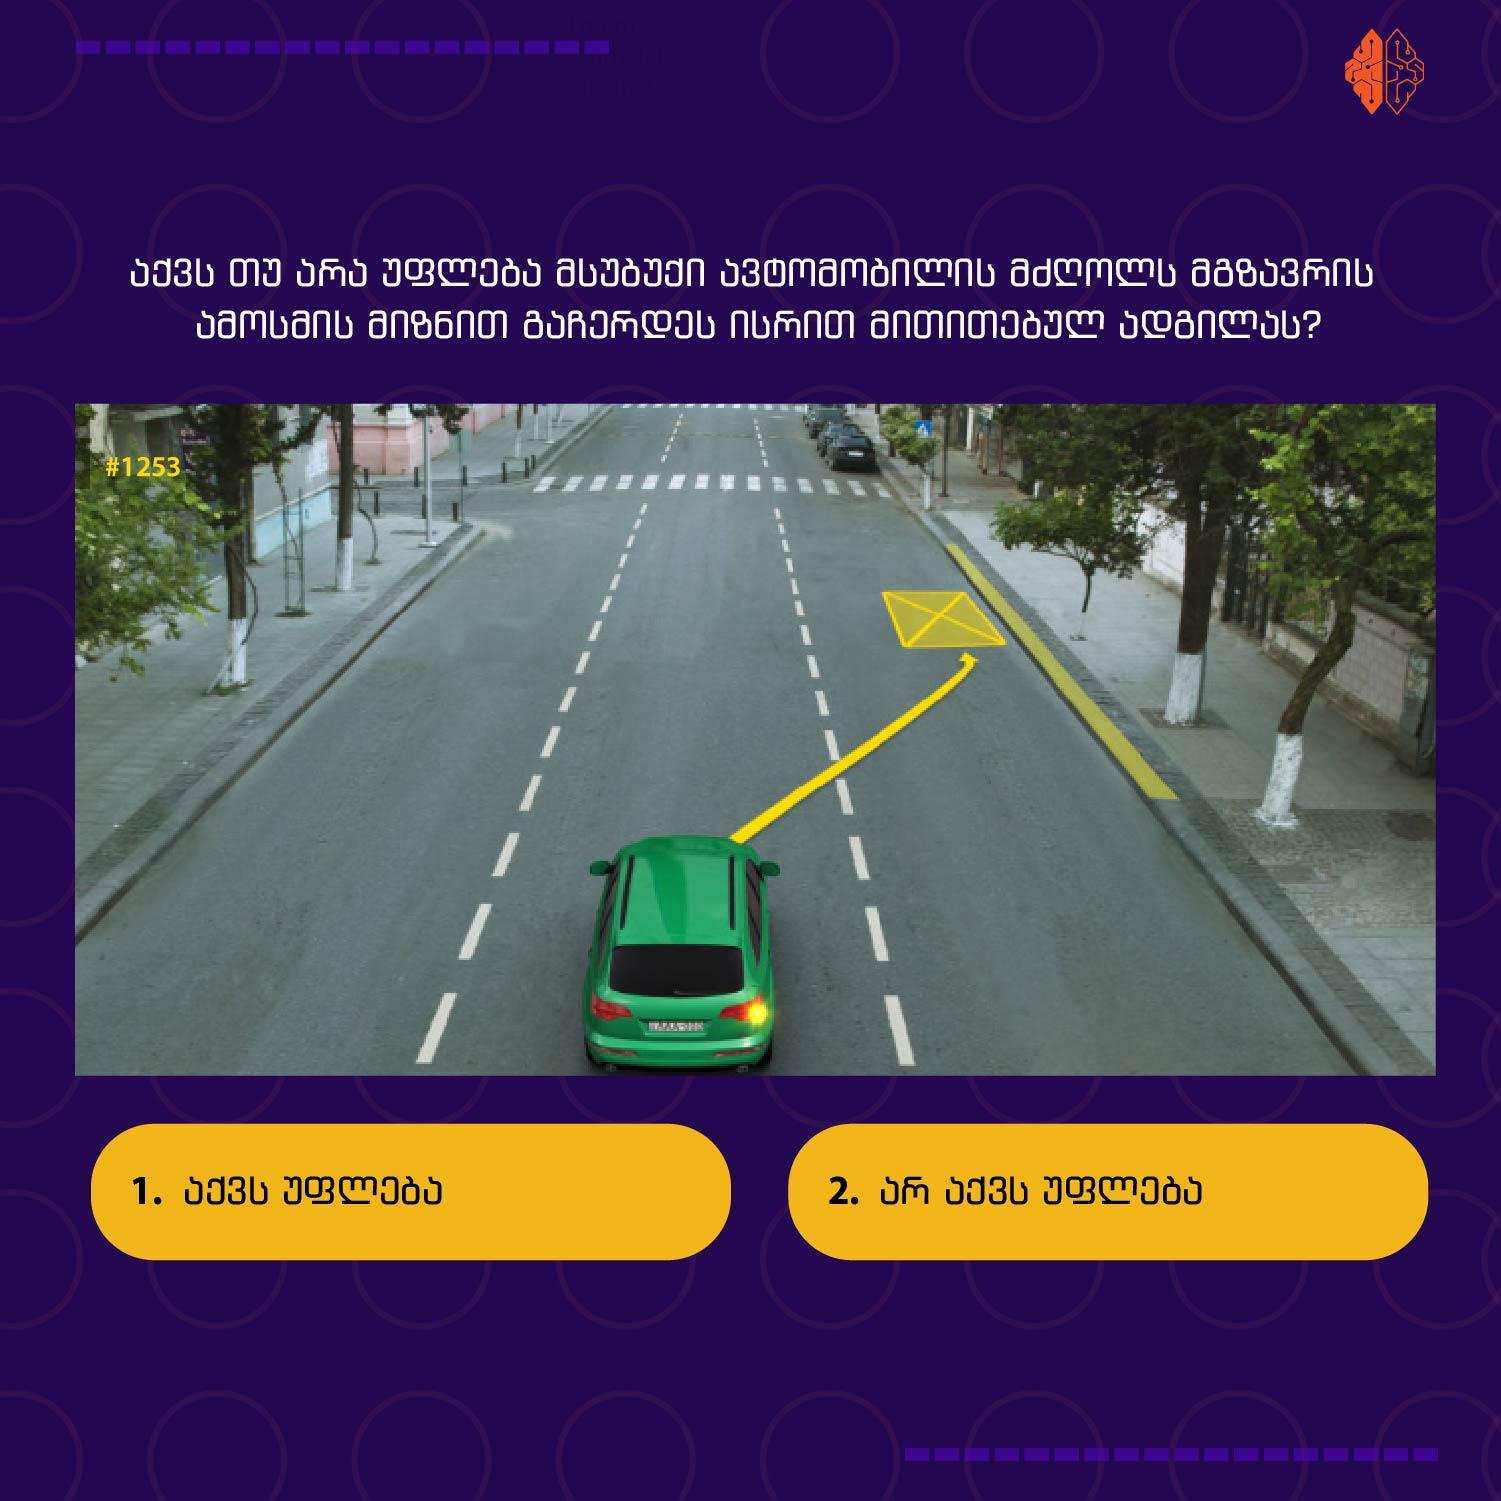 აქვს თუ არა უფლება მსუბუქი ავტომობილის მძღოლს მგზავრის
ამოსმის მიზნით გაჩერდეს ისრით მითითებულ ადგილას?
#1253
1. აქვს უფლება
2. არ აქვს უფლება